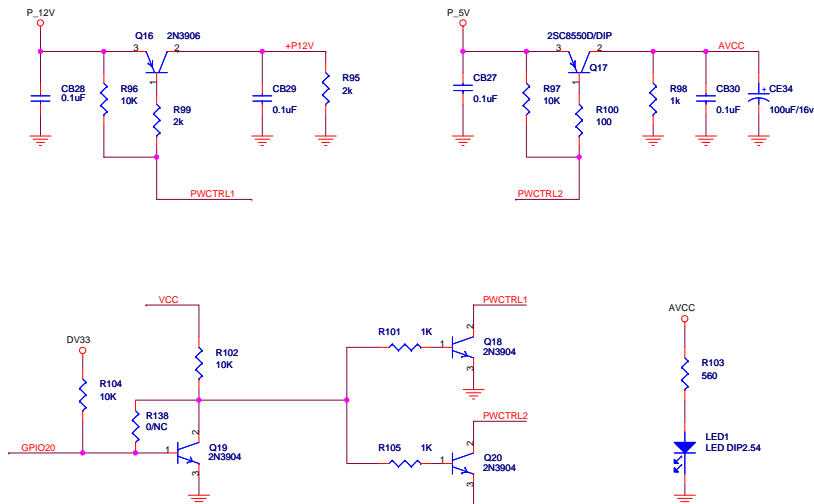 P_12V
Q16 2N3906
3 2
+P12V
1
CB28
0.1uF
R96
10K
R99
2k
CB29
0.1uF
R95
2k
PWCTRL1
P_5V
2SC8550D/DIP
3 2
AVCC
Q17
1
CB27
0.1uF
R97
10K
R100
100
R98
1k
CB30
0.1uF
+ CE34
100uF/16v
PWCTRL2
VCC
DV33
R104
10K
R102
10K
R138
0/NC
GPIO20
1
2
3
Q19
2N3904
R101 1K
PWCTRL1
2
1
3
Q18
2N3904
PWCTRL2
R105 1K
2
1
3
Q20
2N3904
AVCC
R103
560
LED1
LED DIP2.54